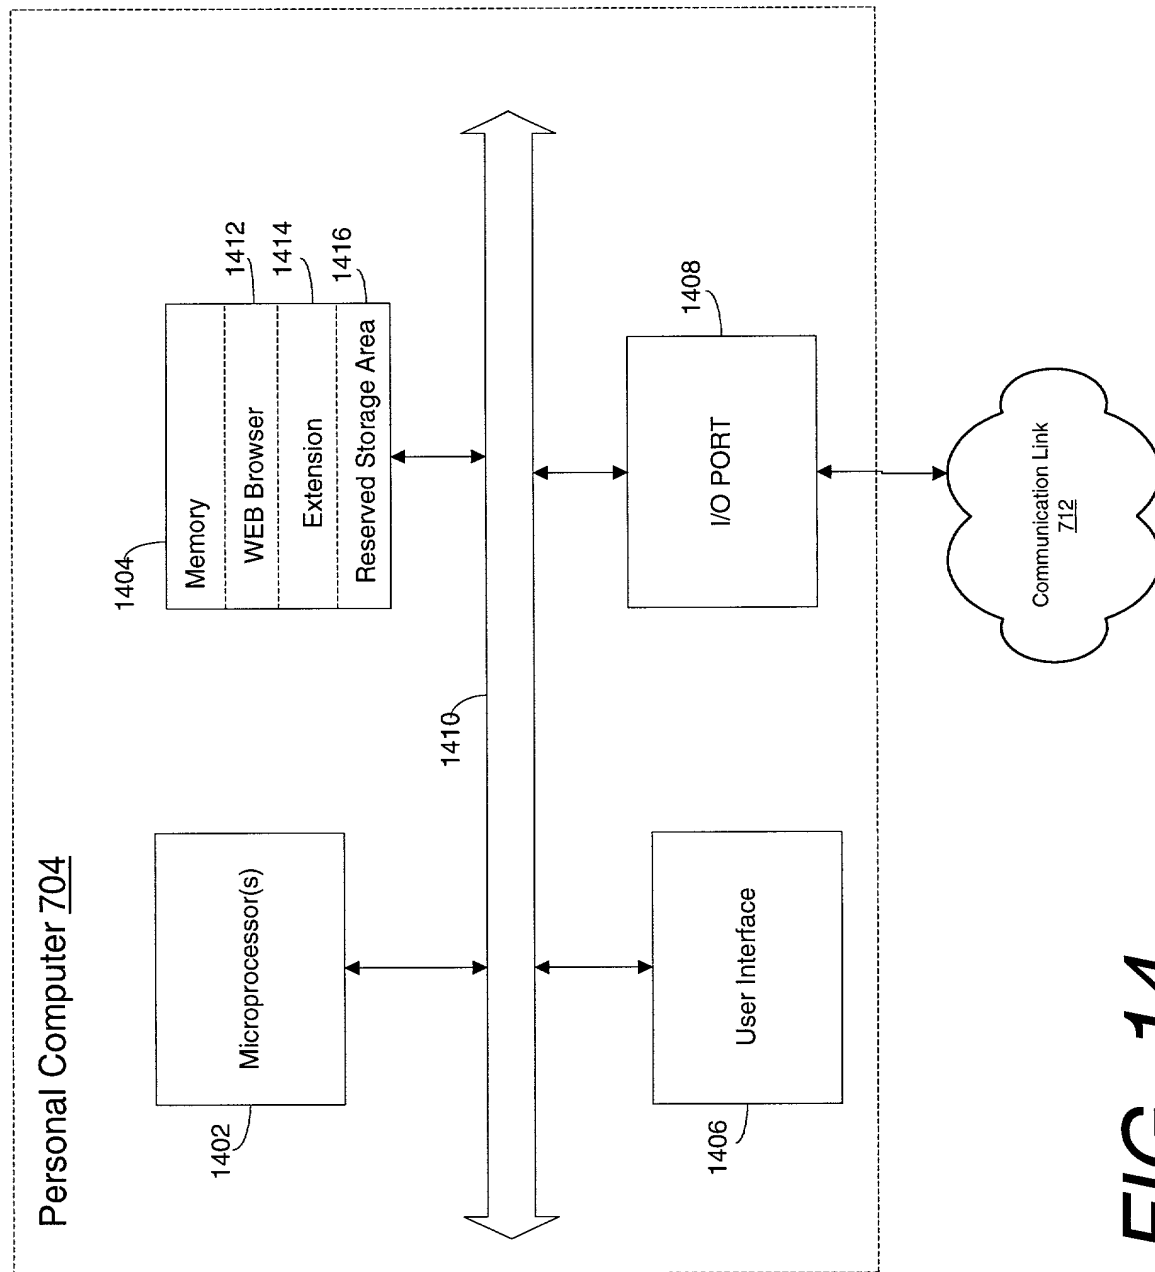 Personal Computer 704
1402
Microprocessor(s)
1404
Memory
WEB Browser
Extension
Reserved Storage Area
1412
1414
1416
1410
1406
User Interface
1408
I/O PORT
Communication Link
712
FIG. 14